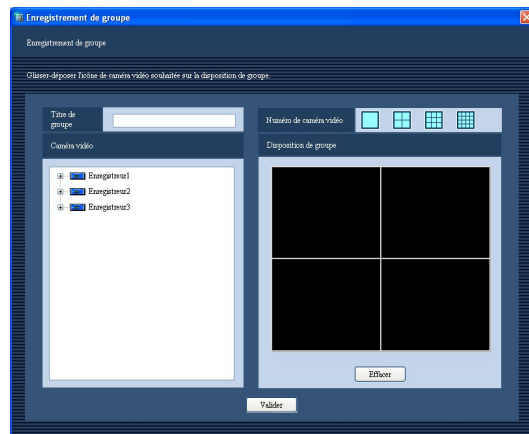 Enregistrement de groupe
Enregistrement de groupe
Glisser-déposer l'icône de caméra vidéo souhaitée sur la disposition de groupe.
Titre de
groupe
Numéro de caméra vidéo
Caméra vidéo
Disposition de groupe
Enregistreur1
Enregistreur2
Enregistreur3
Effacer
Valider